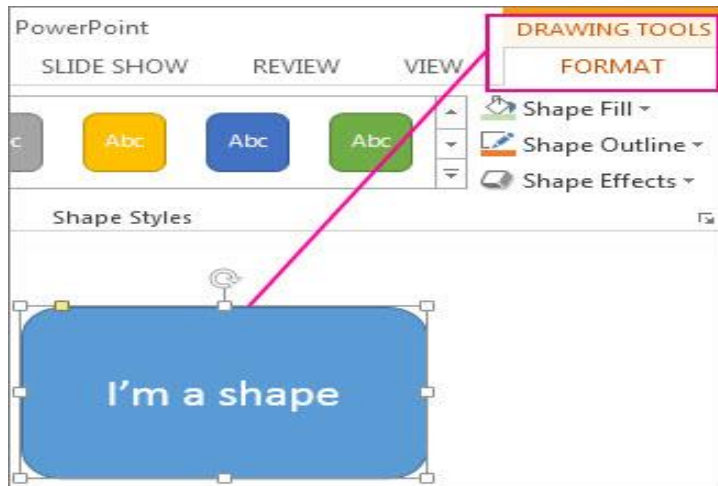 PowerPoint
DRAWING TOOLS
SLIDE SHOW REVIEW VIEW FORMAT
Abc Abc Abc
Shape Fill
Shape Outline
Shape Effects
Shape Styles
I'm a shape